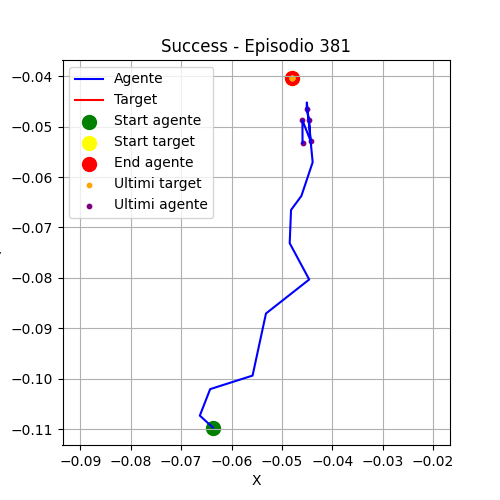 Success - Episodio 381
Agente
Target
Start agente
Start target
End agente
Ultimi target
Ultimi agente
−0.04
−0.05
−0.06
−0.07
−0.08
−0.09
−0.10
−0.11
−0.09 −0.08 −0.07 −0.06 −0.05 −0.04 −0.03 −0.02
X